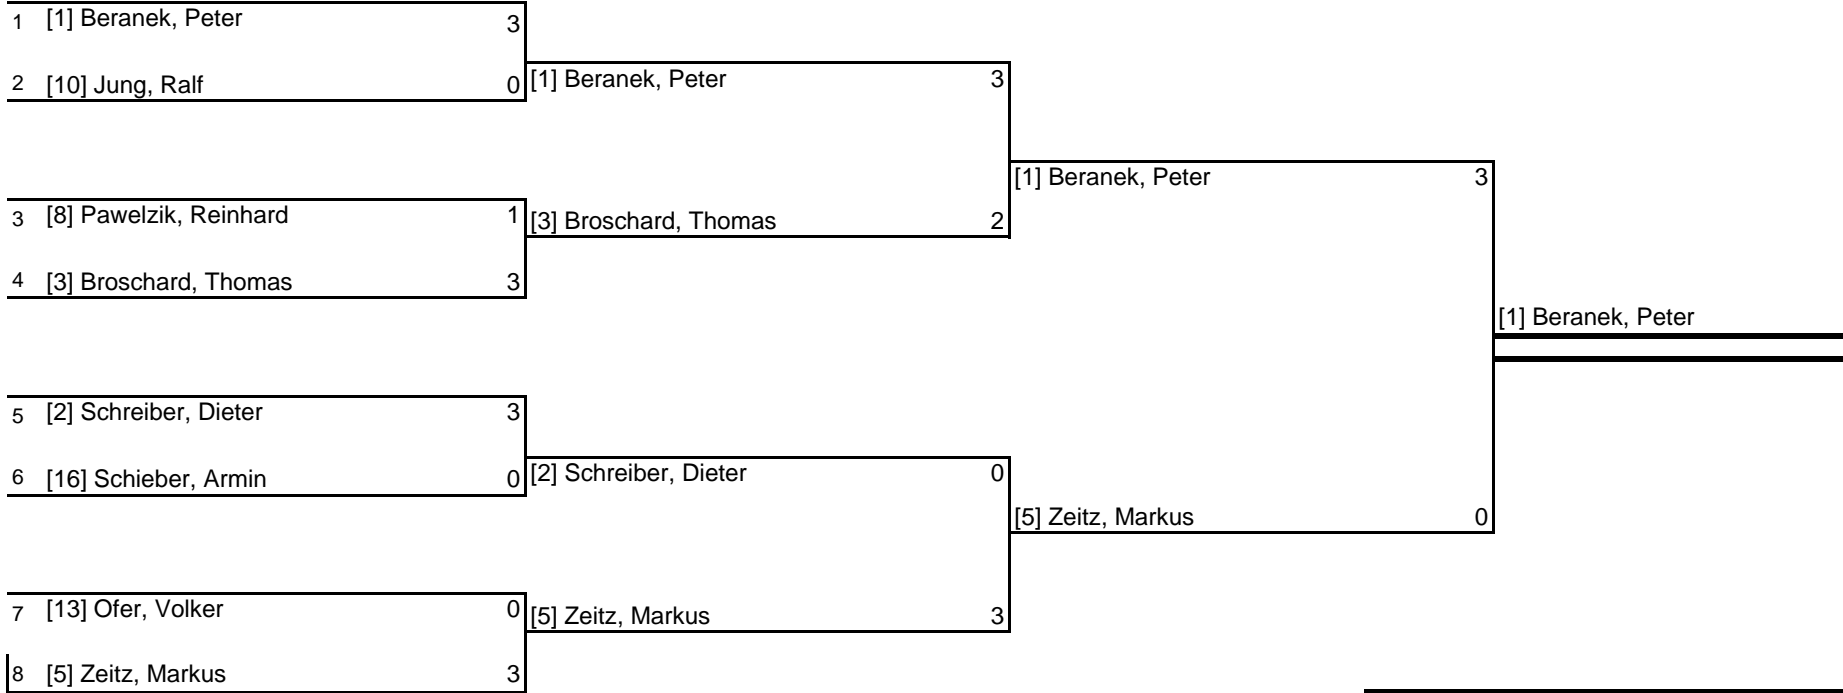 1 [1] Beranek, Peter 3
2 [10] Jung, Ralf 0
[1] Beranek, Peter 3
[1] Beranek, Peter 3
3 [8] Pawelzik, Reinhard 1
[3] Broschard, Thomas 2
4 [3] Broschard, Thomas 3
[1] Beranek, Peter
5 [2] Schreiber, Dieter 3
6 [16] Schieber, Armin 0
[2] Schreiber, Dieter 0
[5] Zeitz, Markus 0
7 [13] Ofer, Volker 0
[5] Zeitz, Markus 3
8 [5] Zeitz, Markus 3